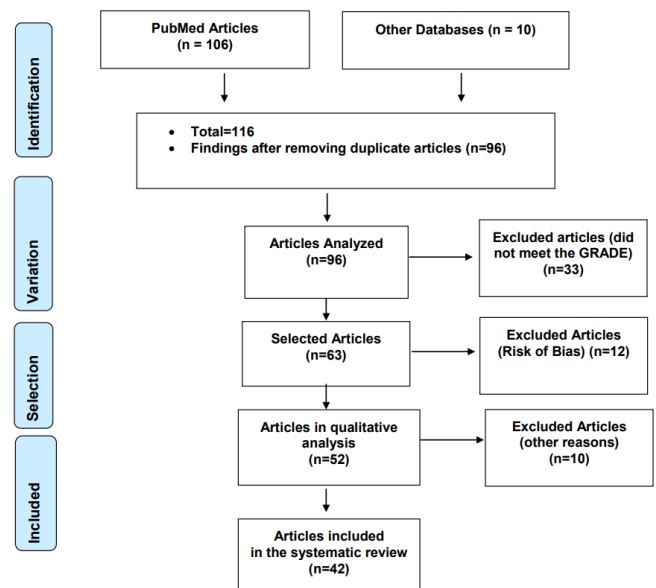 PubMed Articles
(n = 106)
Other Databases (n = 10)
Identification
• Total=116
• Findings after removing duplicate articles (n=96)
Variation
Articles Analyzed
(n=96)
Excluded articles (did
not meet the GRADE)
(n=33)
Selection
Selected Articles
(n=63)
Excluded Articles
(Risk of Bias) (n=12)
Articles in qualitative
analysis
(n=52)
Excluded Articles
(other reasons)
(n=10)
Included
Articles included
in the systematic review
(n=42)